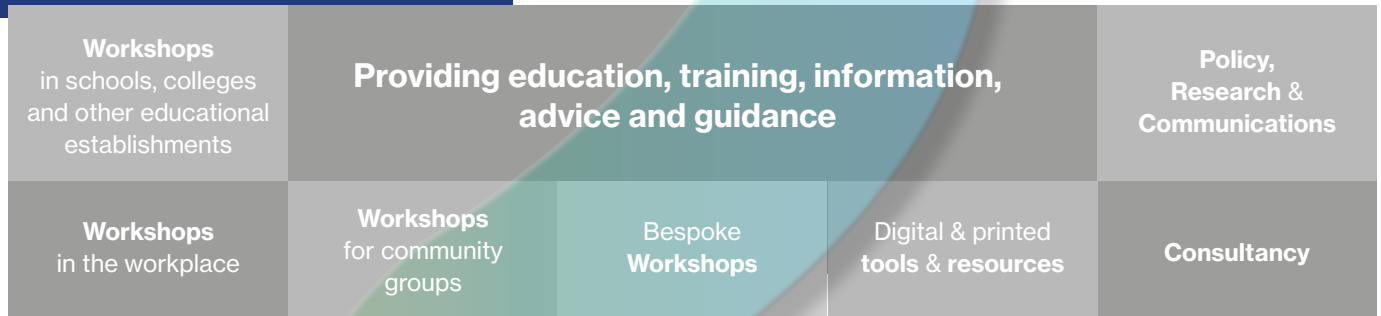 Workshops
in schools, colleges
and other educational
establishments
Providing education, training, information,
advice and guidance
Policy,
Research &
Communications
Workshops
in the workplace
Workshops
for community
groups
Bespoke
Workshops
Digital & printed
tools & resources
Consultancy